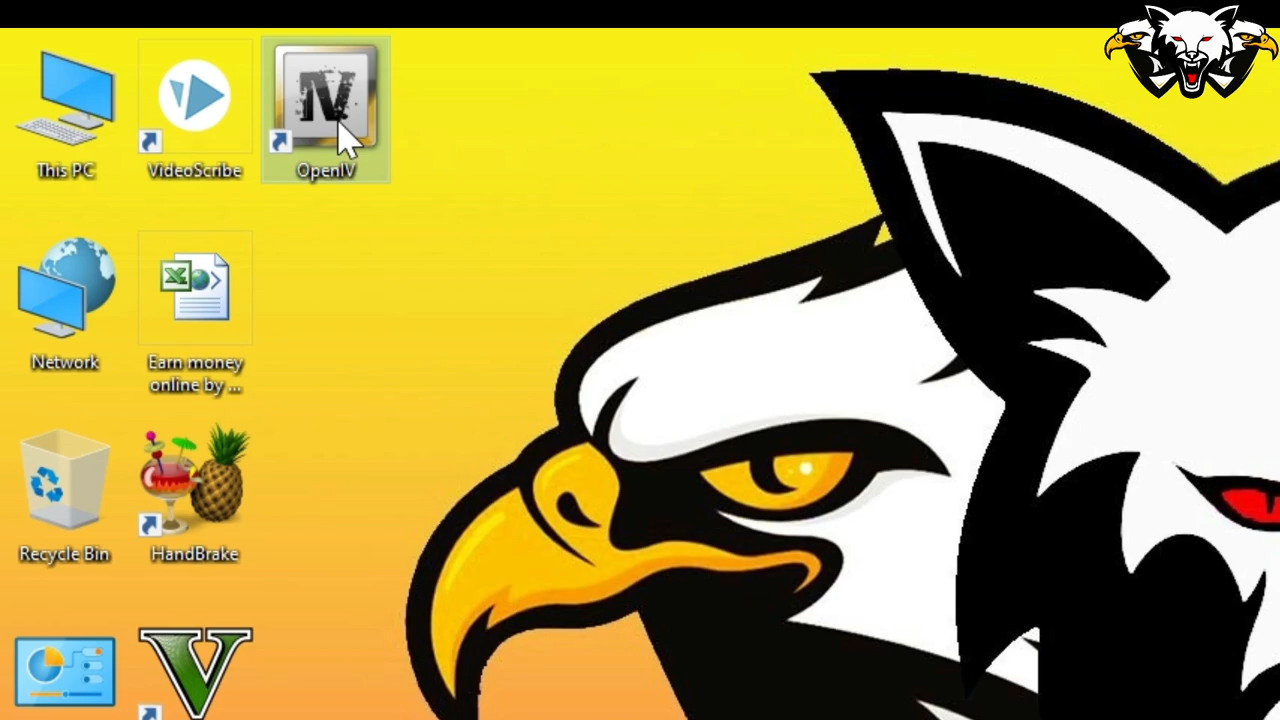 This PC
VideoScribe
OpenIV
Network
Earn money
online by ...
Recycle Bin
HandBrake
V